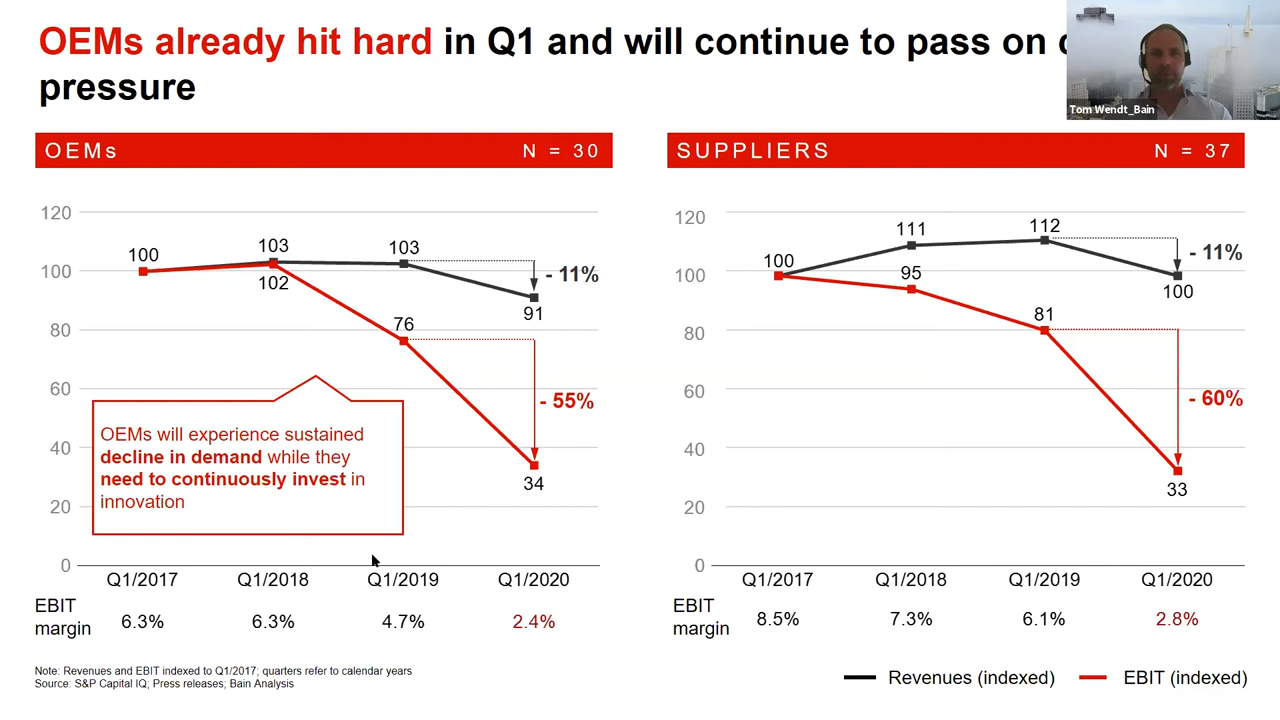 OEMs already hit hard in Q1 and will continue to pass on
pressure
Tom Wendt_Bain
OEMs N = 30
120
100
80
60
40
20
0
100
103
102
103
76
91
34
- 11%
- 55%
OEMs will experience sustained
decline in demand while they
need to continuously invest in
innovation
Q1/2017 Q1/2018 Q1/2019 Q1/2020
EBIT
margin
6.3% 6.3% 4.7% 2.4%
SUPPLIERS N = 37
120
100
80
60
40
20
0
100
111
95
112
81
100
33
- 11%
- 60%
Q1/2017 Q1/2018 Q1/2019 Q1/2020
EBIT
margin
8.5% 7.3% 6.1% 2.8%
Note: Revenues and EBIT indexed to Q1/2017; quarters refer to calendar years
Source: S&P Capital IQ; Press releases; Bain Analysis
Revenues (indexed) EBIT (indexed)